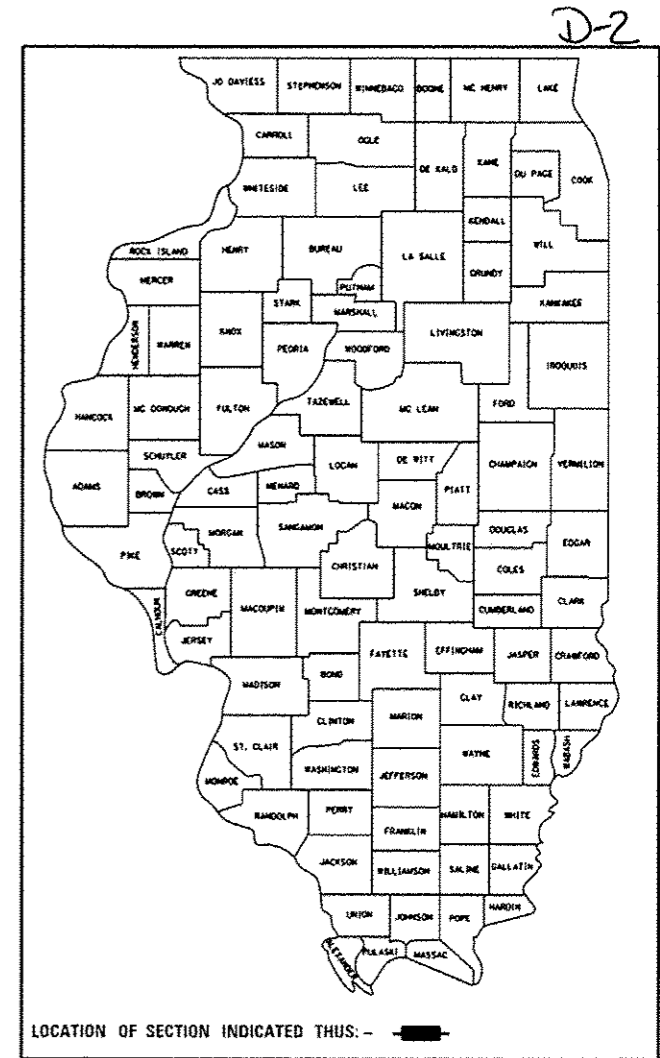 D-2
JO DAVIESS STEPHENSON WINNEBAGO BOONE MC HENRY LAKE
CARROLL OGLE
DE KALB KANE DU PAGE COOK
WHITESIDE LEE
KENDALL
ROCK ISLAND HENRY BUREAU LA SALLE GRUNDY WILL
MERCER PUTNAM
STARK MARSHALL KANKAKEE
HENDERSON WARREN KNOX PEORIA WOODFORD LIVINGSTON IROQUOIS
HANCOCK MC DONOUGH FULTON TAZEWELL MC LEAN FORD
MASON
SCHUYLER LOGAN DE WITT CHAMPAIGN VERMILION
ADAMS BROWN CASS MENARD PIATT
MACON
MORGAN SANGAMON DOUGLAS
PIKE SCOTT MOULTRIE EDGAR
CHRISTIAN COLES
GREENE SHELBY
CALHOUN MACOUPIN MONTGOMERY CUMBERLAND CLARK
JERSEY
FAYETTE EFFINGHAM JASPER CRAWFORD
MADISON BOND
CLAY RICHLAND LAWRENCE
CLINTON MARION
ST. CLAIR WAYNE EDWARDS WABASH
WASHINGTON JEFFERSON
MONROE
RANDOLPH PERRY HAMILTON WHITE
FRANKLIN
JACKSON WILLIAMSON SALINE GALLATIN
UNION JOHNSON POPE HARDIN
ALEXANDER PULASKI MASSAC
LOCATION OF SECTION INDICATED THUS: -